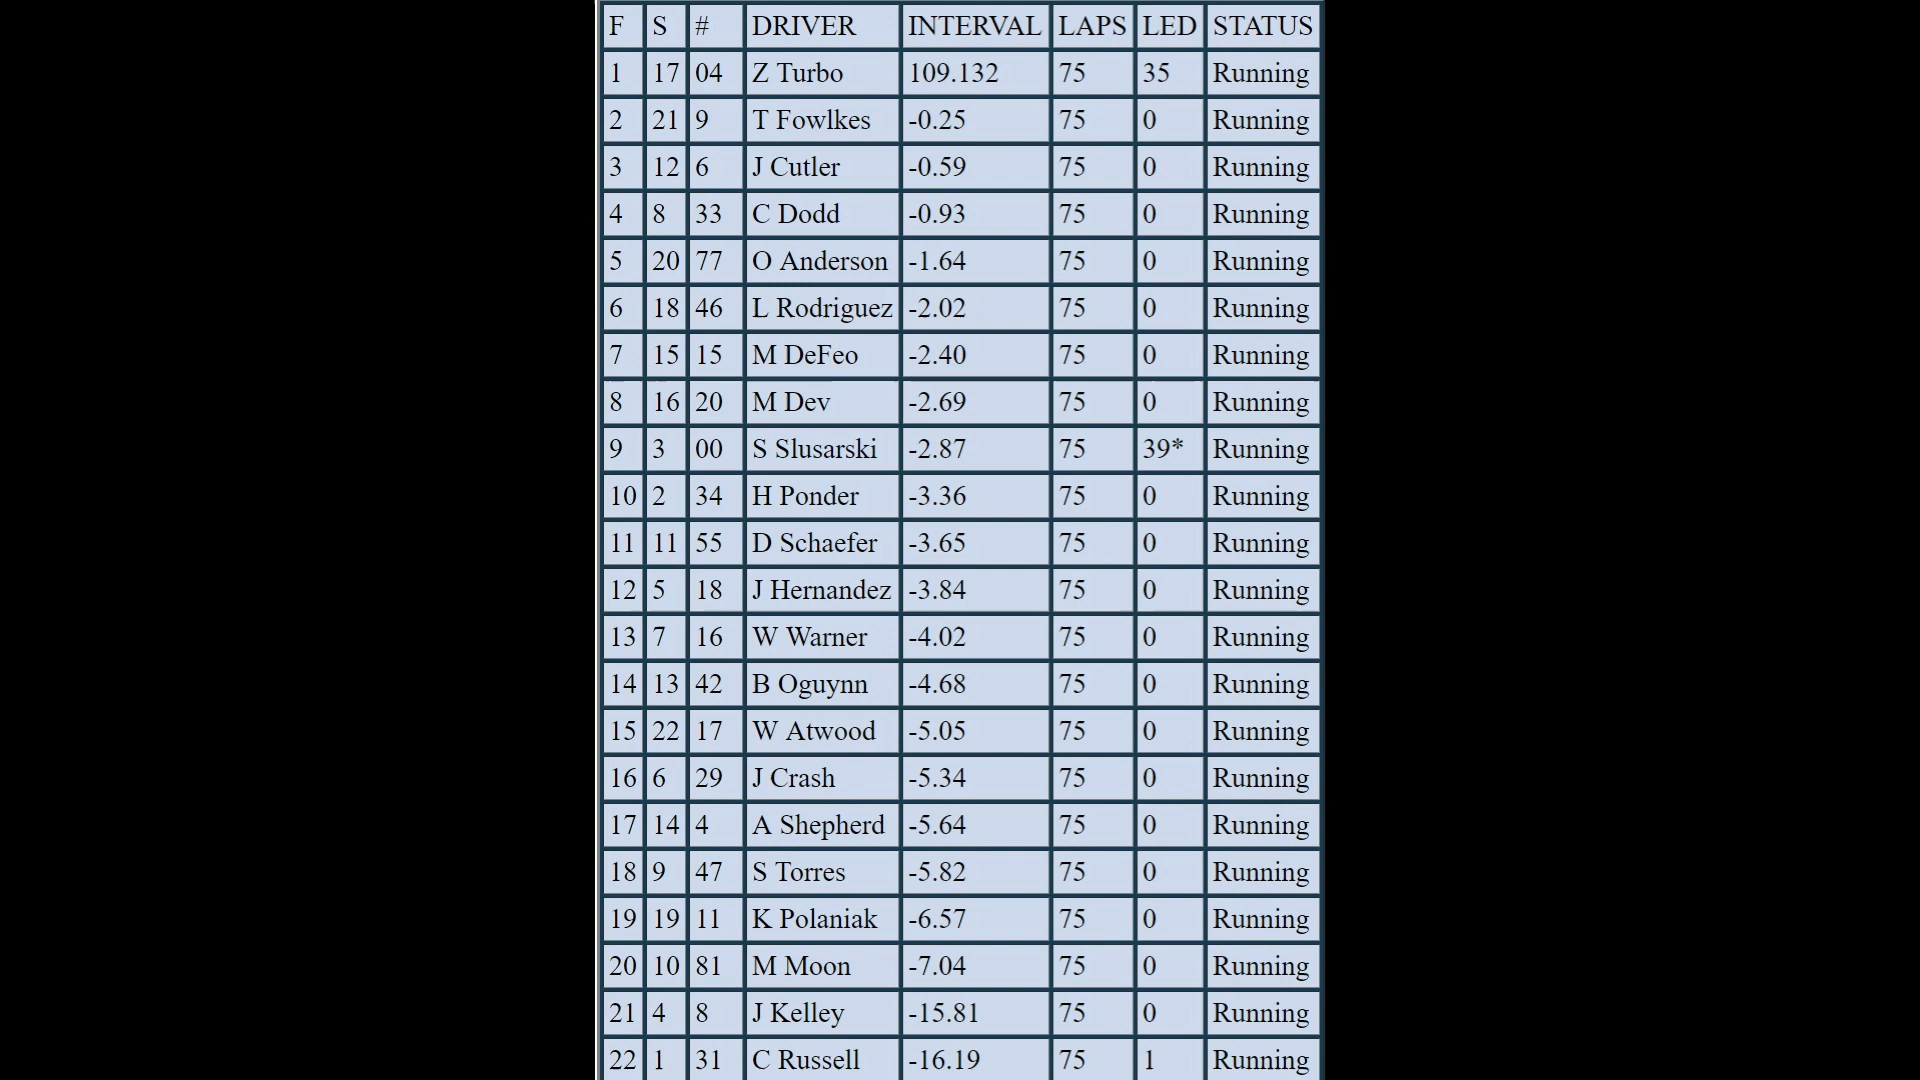 F S # DRIVER INTERVAL LAPS LED STATUS
1 17 04 Z Turbo 109.132 75 35 Running
2 21 9 T Fowlkes -0.25 75 0 Running
3 12 6 J Cutler -0.59 75 0 Running
4 8 33 C Dodd -0.93 75 0 Running
5 20 77 O Anderson -1.64 75 0 Running
6 18 46 L Rodriguez -2.02 75 0 Running
7 15 15 M DeFeo -2.40 75 0 Running
8 16 20 M Dev -2.69 75 0 Running
9 3 00 S Slusarski -2.87 75 39* Running
10 2 34 H Ponder -3.36 75 0 Running
11 11 55 D Schaefer -3.65 75 0 Running
12 5 18 J Hernandez -3.84 75 0 Running
13 7 16 W Warner -4.02 75 0 Running
14 13 42 B Oguynn -4.68 75 0 Running
15 22 17 W Atwood -5.05 75 0 Running
16 6 29 J Crash -5.34 75 0 Running
17 14 4 A Shepherd -5.64 75 0 Running
18 9 47 S Torres -5.82 75 0 Running
19 19 11 K Polaniak -6.57 75 0 Running
20 10 81 M Moon -7.04 75 0 Running
21 4 8 J Kelley -15.81 75 0 Running
22 1 31 C Russell -16.19 75 1 Running